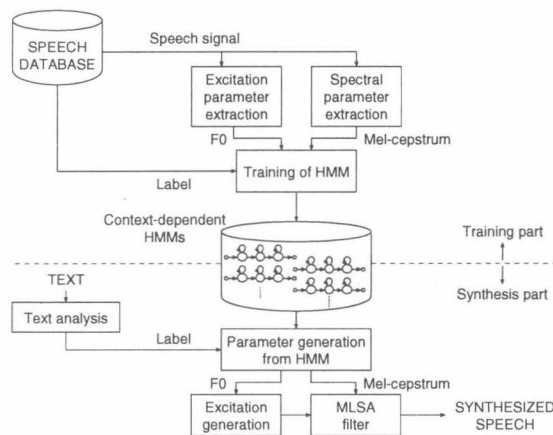 SPEECH
DATABASE
Speech signal
Excitation
parameter
extraction
Spectral
parameter
extraction
F0
Mel-cepstrum
Training of HMM
Label
Context-dependent
HMMs
Training part
Synthesis part
TEXT
Text analysis
Label
Parameter generation
from HMM
F0
Mel-cepstrum
Excitation
generation
MLSA
filter
SYNTHESIZED
SPEECH